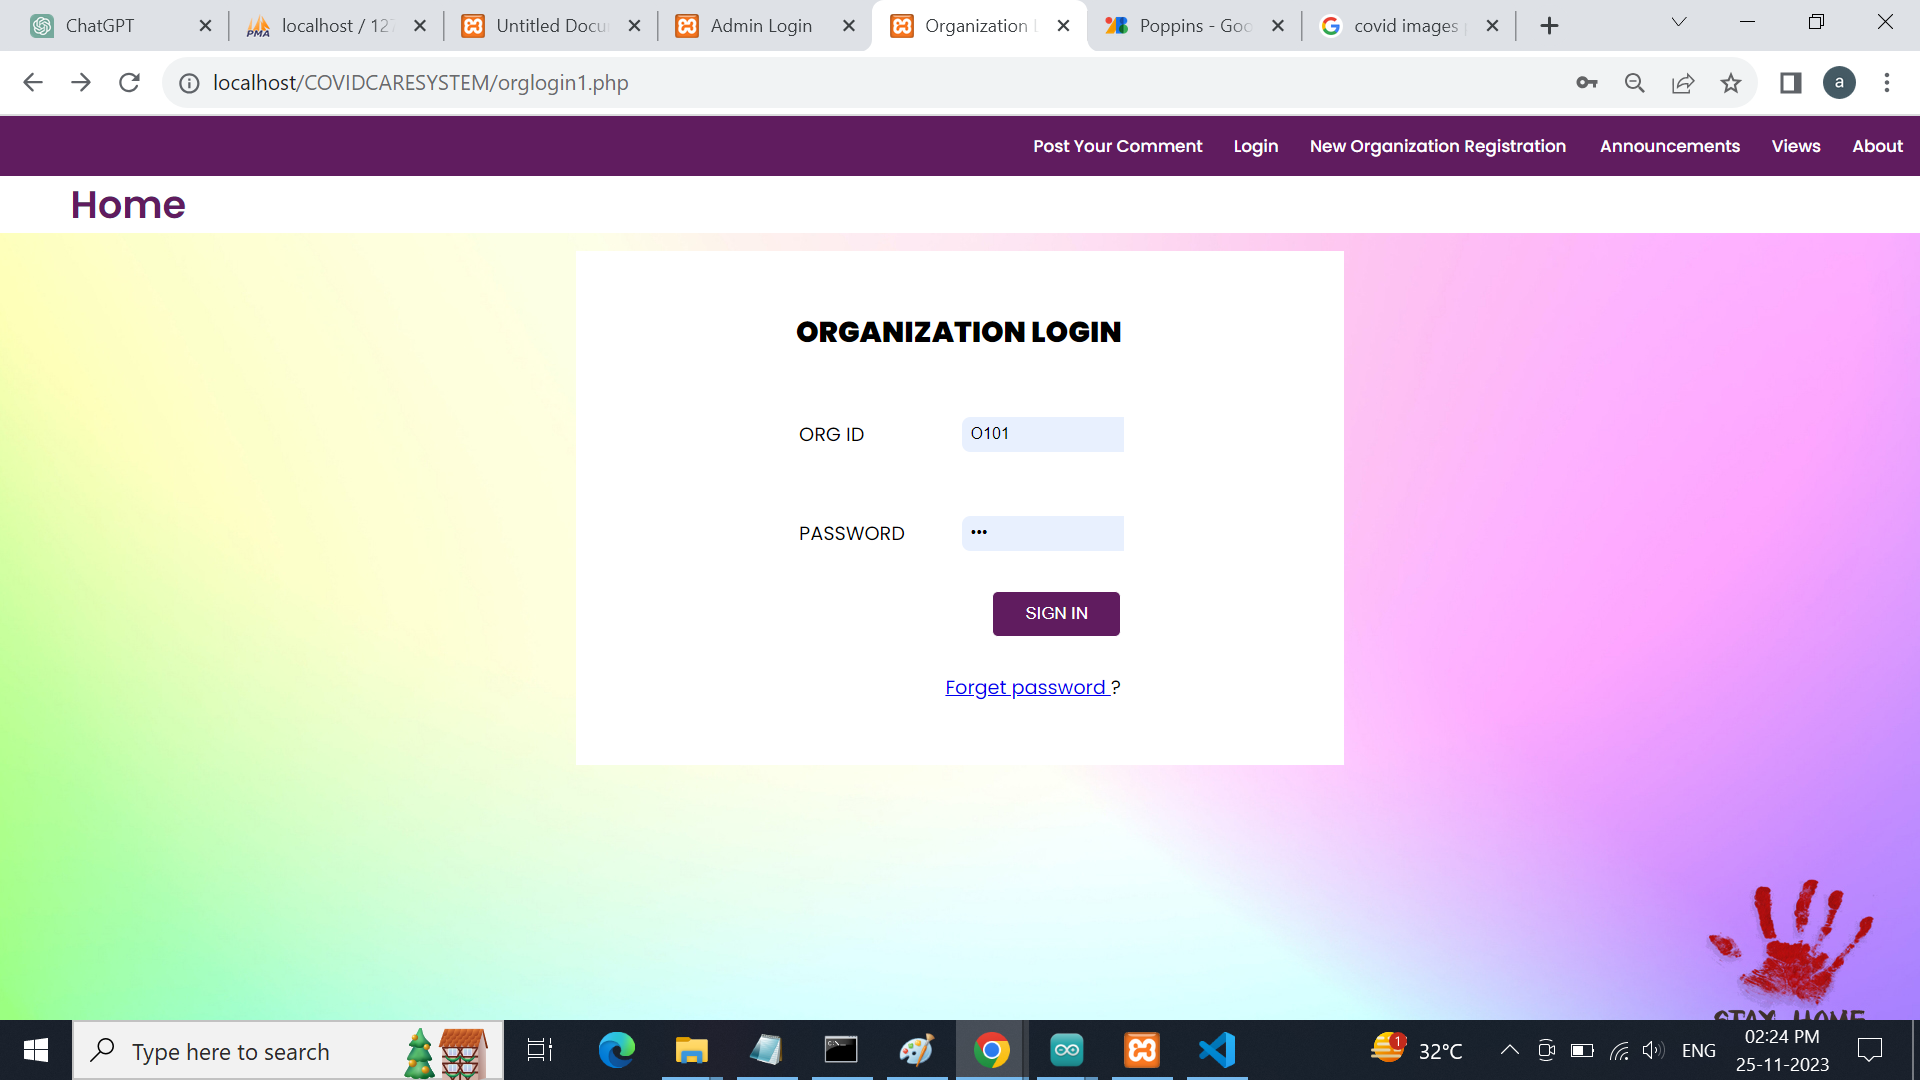 ChatGPT
localhost / 127
Untitled Docu
Admin Login
Organization L
Poppins - Goo
covid images p
localhost/COVIDCARESYSTEM/orglogin1.php
a
Post Your Comment Login New Organization Registration Announcements Views About
Home
ORGANIZATION LOGIN
ORG ID O101
PASSWORD •••
SIGN IN
Forget password ?
STAY HOME
Type here to search
1
32°C
ENG
02:24 PM
25-11-2023